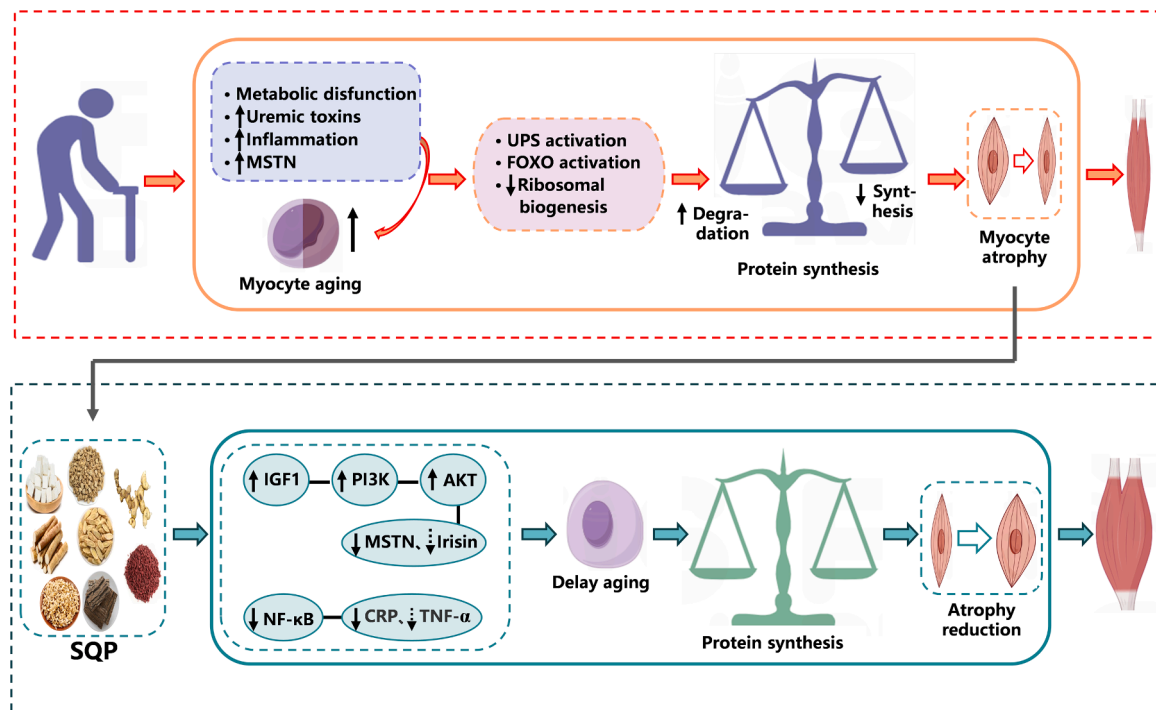 • Metabolic disfunction
• ↑Uremic toxins
• ↑Inflammation
• ↑MSTN
Myocyte aging
• UPS activation
• FOXO activation
• ↓Ribosomal
biogenesis
↑ Degra-
dation
↓ Synt-
hesis
Protein synthesis
Myocyte
atrophy
SQP
↑ IGF1
↑ PI3K
↑ AKT
↓MSTN、↓Irisin
↓ NF-κB
↓ CRP、↓ TNF-α
Delay aging
Protein synthesis
Atrophy
reduction